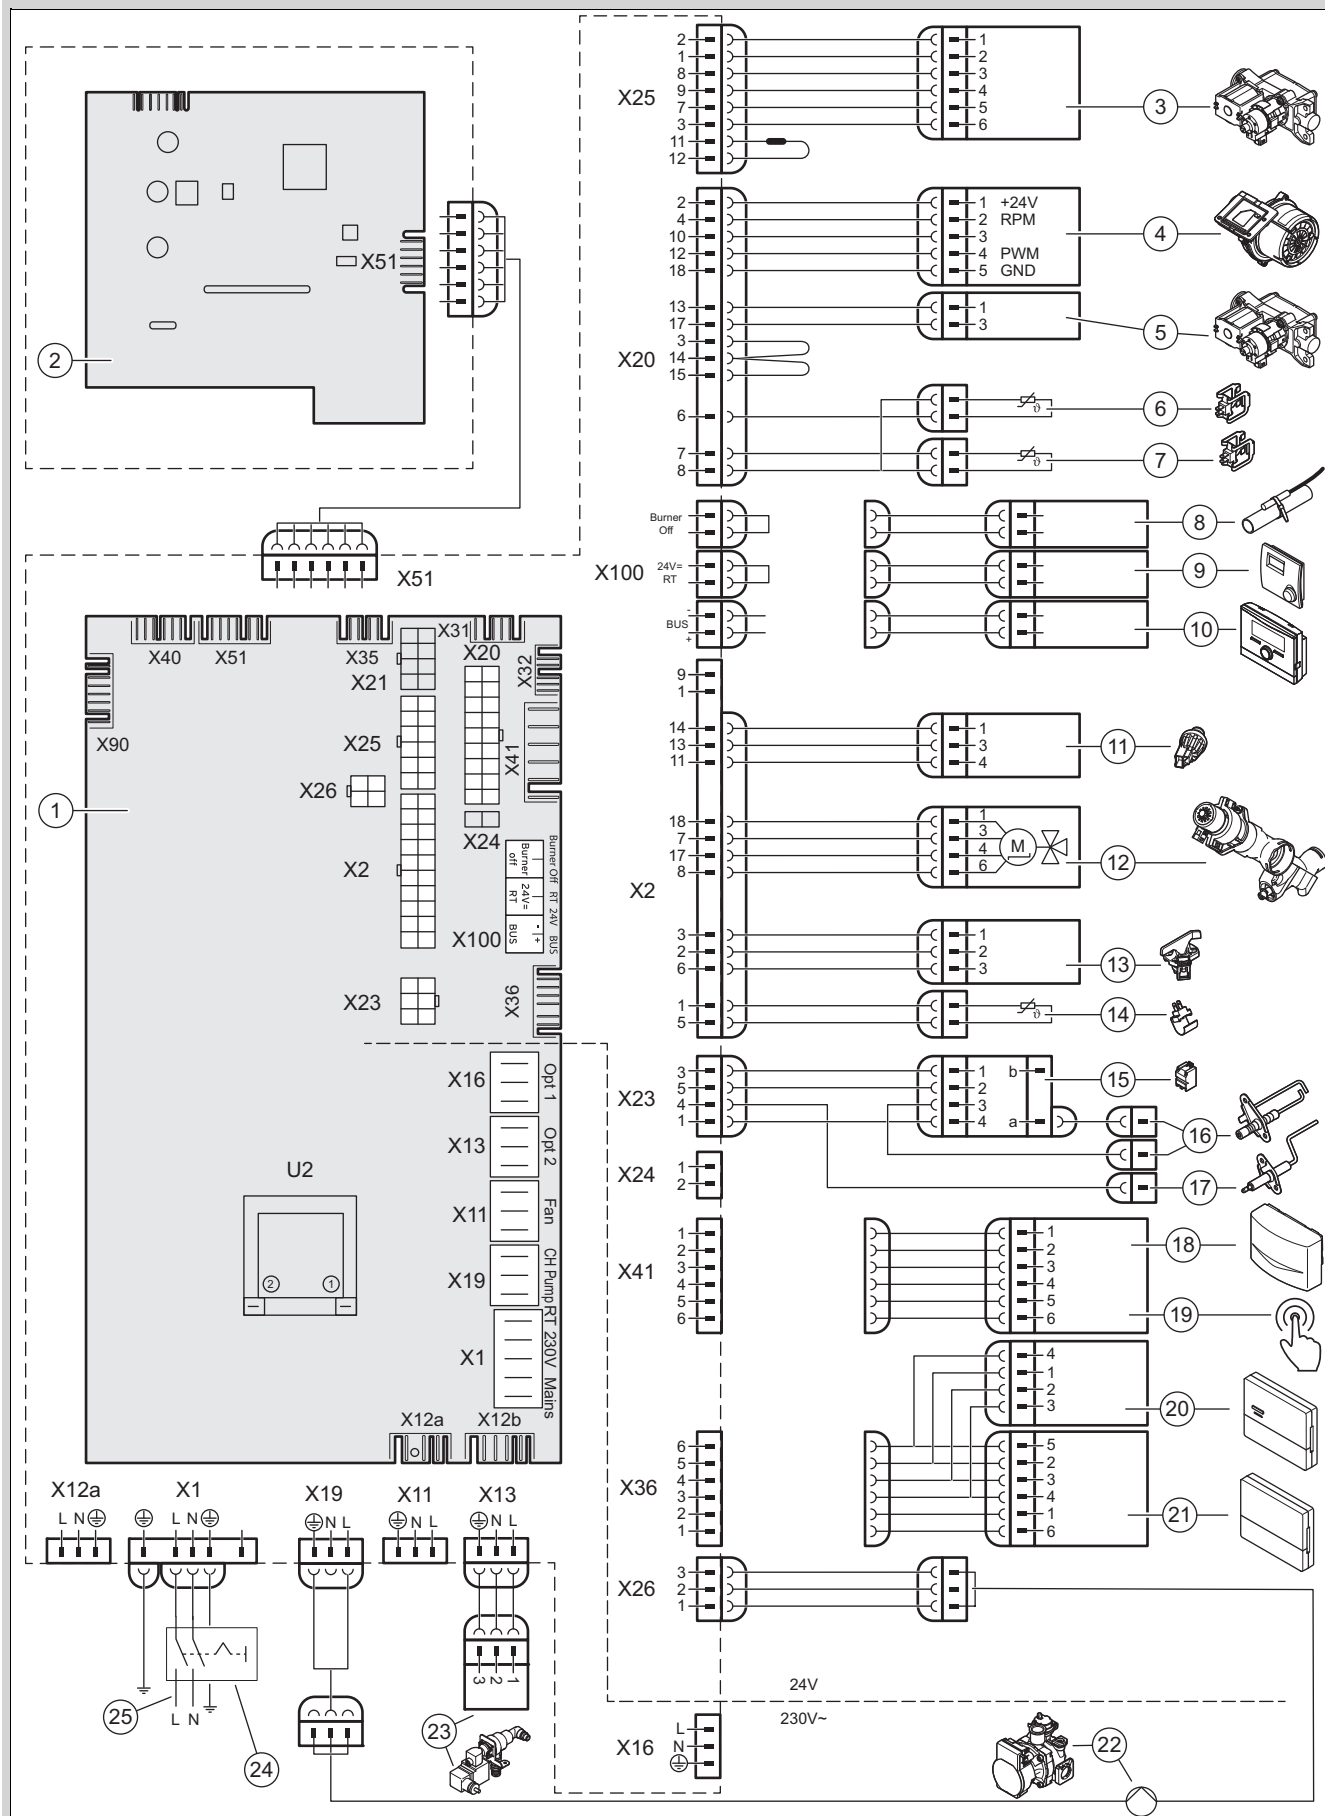 X25
2 1
1 2
8 3
9 4
7 5
3 6
11
12
3
X20
2 1 +24V
4 2 RPM
10 3
12 4 PWM
18 5 GND
4
13 1
17 3
3
14
15
5
6 ϑ
6
7
8 ϑ
7
X51
2
X51
X100
Burner
Off
8
24V=
RT
9
-
BUS
+
10
X40
X51
X35
X31
X21
X20
X32
X90
X25
X41
X26
X24
X2
Burner
off
24V=
RT
BUS
-
+
Burner Off RT 24V BUS
X100
X23
X36
1
X16
Opt 1
X13
Opt 2
X11
Fan
X19
CH Pump
X1
RT 230V Mains
U2
2
1
X12a
X12b
X2
9
1
14 1
13 3
11 4
11
18 1
7 3
17 4
8 6
M
12
3 1
2 2
6 3
13
1
5 ϑ
14
X23
3 1 b
5 2
4 3
1 4 a
15
16
17
X24
1
2
X41
1 1
2 2
3 3
4 4
5 5
6 6
18
19
4
1
2
3
20
X36
6 5
5 2
4 3
3 4
2 1
1 6
21
X26
3
2
1
24V
230V~
X16
L
N
22
X12a
L N
X1
L N
X19
N L
X11
N L
X13
N L
3 2 1
23
L N
25
24